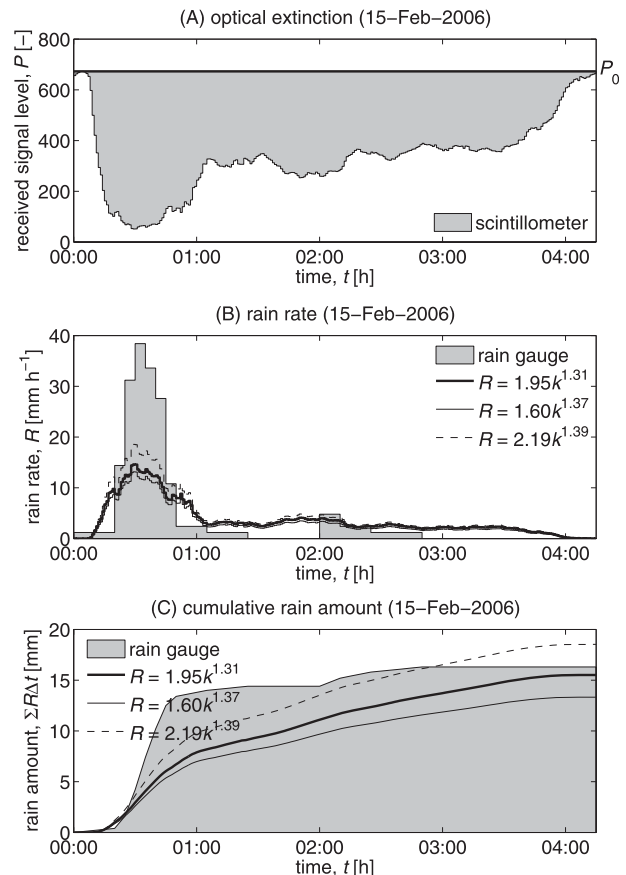 (A) optical extinction (15−Feb−2006)
800
600
400
200
0
received signal level, P [−]
P0
scintillometer
00:00 01:00 02:00 03:00 04:00
time, t [h]
(B) rain rate (15−Feb−2006)
40
30
20
10
0
rain rate, R [mm h−1]
rain gauge
R = 1.95k1.31
R = 1.60k1.37
R = 2.19k1.39
00:00 01:00 02:00 03:00 04:00
time, t [h]
(C) cumulative rain amount (15−Feb−2006)
20
15
10
5
0
rain amount, ΣRΔt [mm]
rain gauge
R = 1.95k1.31
R = 1.60k1.37
R = 2.19k1.39
00:00 01:00 02:00 03:00 04:00
time, t [h]